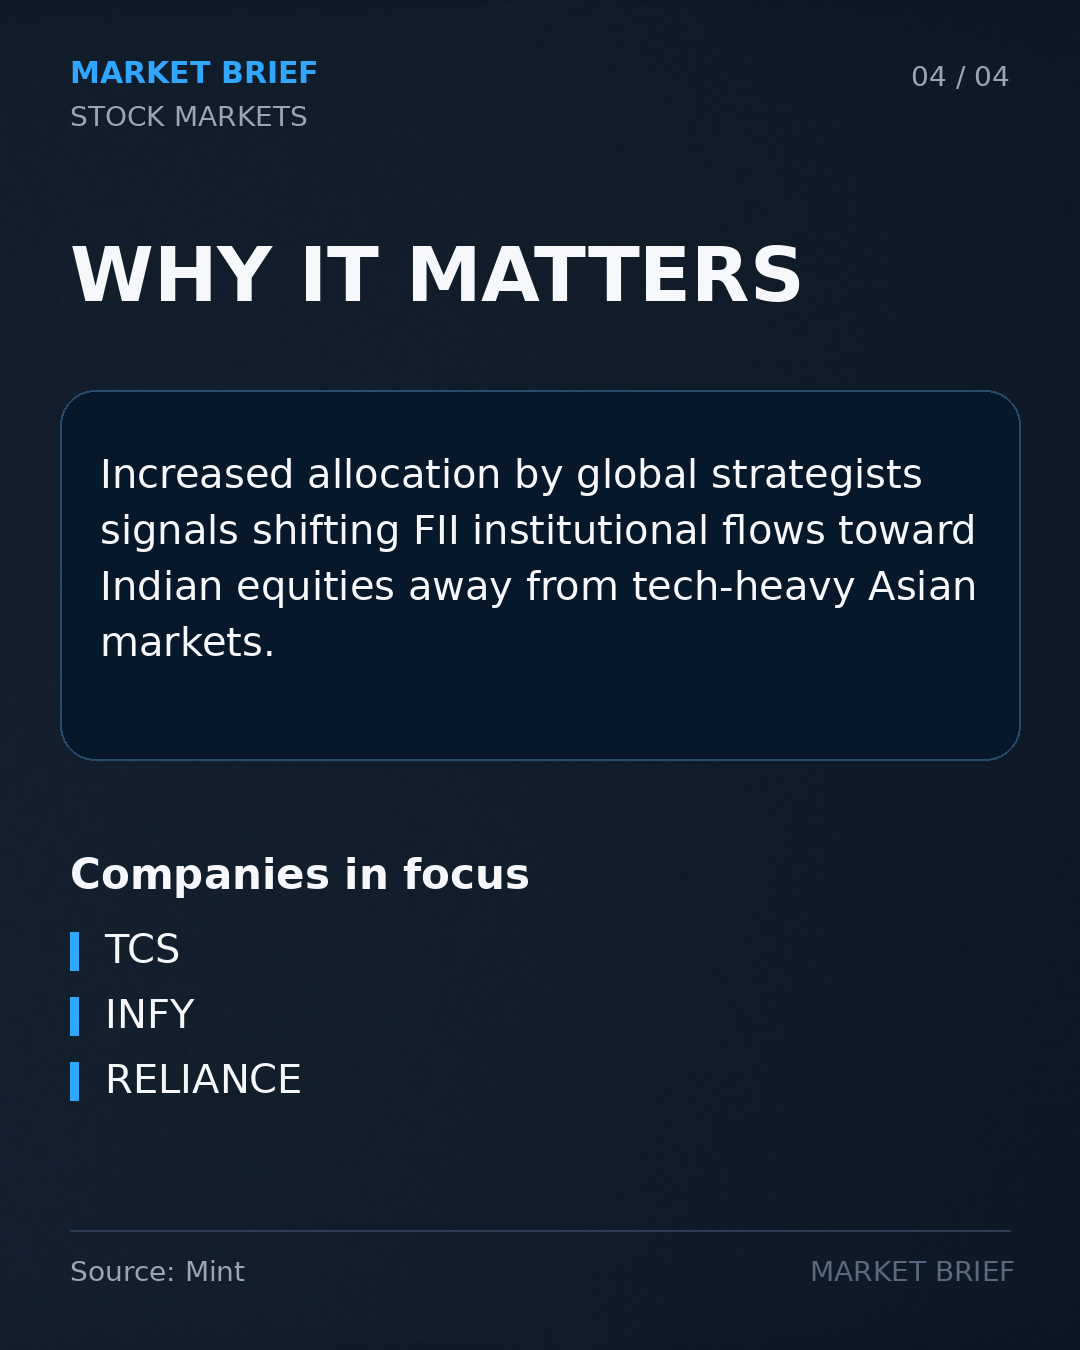 MARKET BRIEF
04 / 04
STOCK MARKETS
WHY IT MATTERS
Increased allocation by global strategists
signals shifting FII institutional flows toward
Indian equities away from tech-heavy Asian
markets.
Companies in focus
TCS
INFY
RELIANCE
Source: Mint
MARKET BRIEF